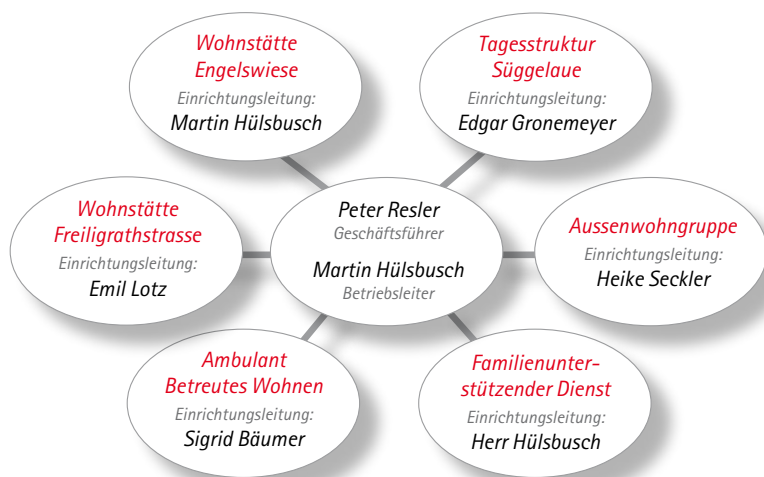 Wohnstätte
Engelswiese
Einrichtungsleitung:
Martin Hülsbusch
Tagesstruktur
Süggelaue
Einrichtungsleitung:
Edgar Gronemeyer
Wohnstätte
Freiligrathstrasse
Einrichtungsleitung:
Emil Lotz
Peter Resler
Geschäftsführer
Martin Hülsbusch
Betriebsleiter
Aussenwohngruppe
Einrichtungsleitung:
Heike Seckler
Ambulant
Betreutes Wohnen
Einrichtungsleitung:
Sigrid Bäumer
Familienunter-
stützender Dienst
Einrichtungsleitung:
Herr Hülsbusch